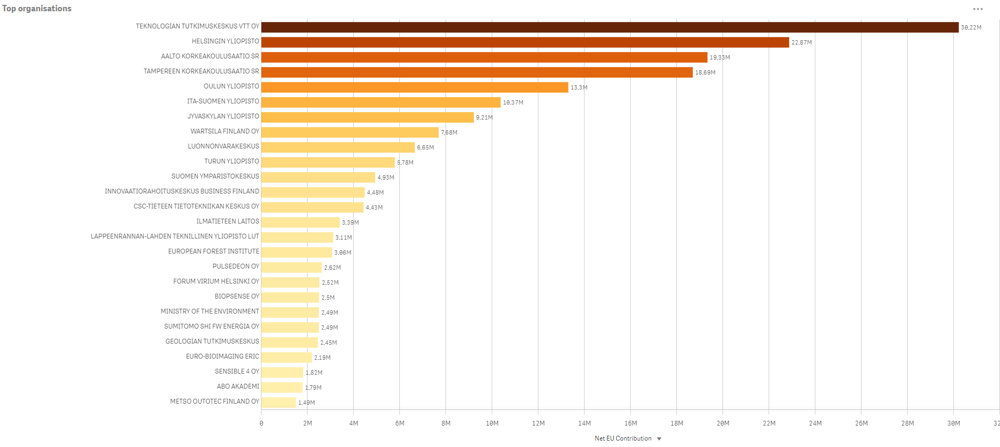 Top organisations
TEKNOLOGIAN TUTKIMUSKESKUS VTT OY 30,22M
HELSINGIN YLIOPISTO 22,87M
AALTO KORKEAKOULUSAATIO SR 19,33M
TAMPEREEN KORKEAKOULUSAATIO SR 18,69M
OULUN YLIOPISTO 13,3M
ITA-SUOMEN YLIOPISTO 10,37M
JYVASKYLAN YLIOPISTO 9,21M
WARTSILA FINLAND OY 7,68M
LUONNONVARAKESKUS 6,65M
TURUN YLIOPISTO 5,78M
SUOMEN YMPARISTOKESKUS 4,93M
INNOVAATIORAHOITUSKESKUS BUSINESS FINLAND 4,48M
CSC-TIETEEN TIETOTEKNIIKAN KESKUS OY 4,43M
ILMATIETEEN LAITOS 3,39M
LAPPEENRANNAN-LAHDEN TEKNILLINEN YLIOPISTO LUT 3,11M
EUROPEAN FOREST INSTITUTE 3,06M
PULSEDEON OY 2,62M
FORUM VIRIUM HELSINKI OY 2,52M
BIOPSENSE OY 2,5M
MINISTRY OF THE ENVIRONMENT 2,49M
SUMITOMO SHI FW ENERGIA OY 2,49M
GEOLOGIAN TUTKIMUSKESKUS 2,45M
EURO-BIOIMAGING ERIC 2,19M
SENSIBLE 4 OY 1,82M
ABO AKADEMI 1,79M
METSO OUTOTEC FINLAND OY 1,49M
0 2M 4M 6M 8M 10M 12M 14M 16M 18M 20M 22M 24M 26M 28M 30M 32
Net EU Contribution